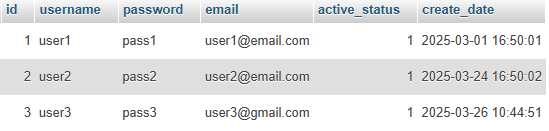 id username password email active_status create_date
1 user1 pass1 user1@email.com 1 2025-03-01 16:50:01
2 user2 pass2 user2@email.com 1 2025-03-24 16:50:02
3 user3 pass3 user3@gmail.com 1 2025-03-26 10:44:51